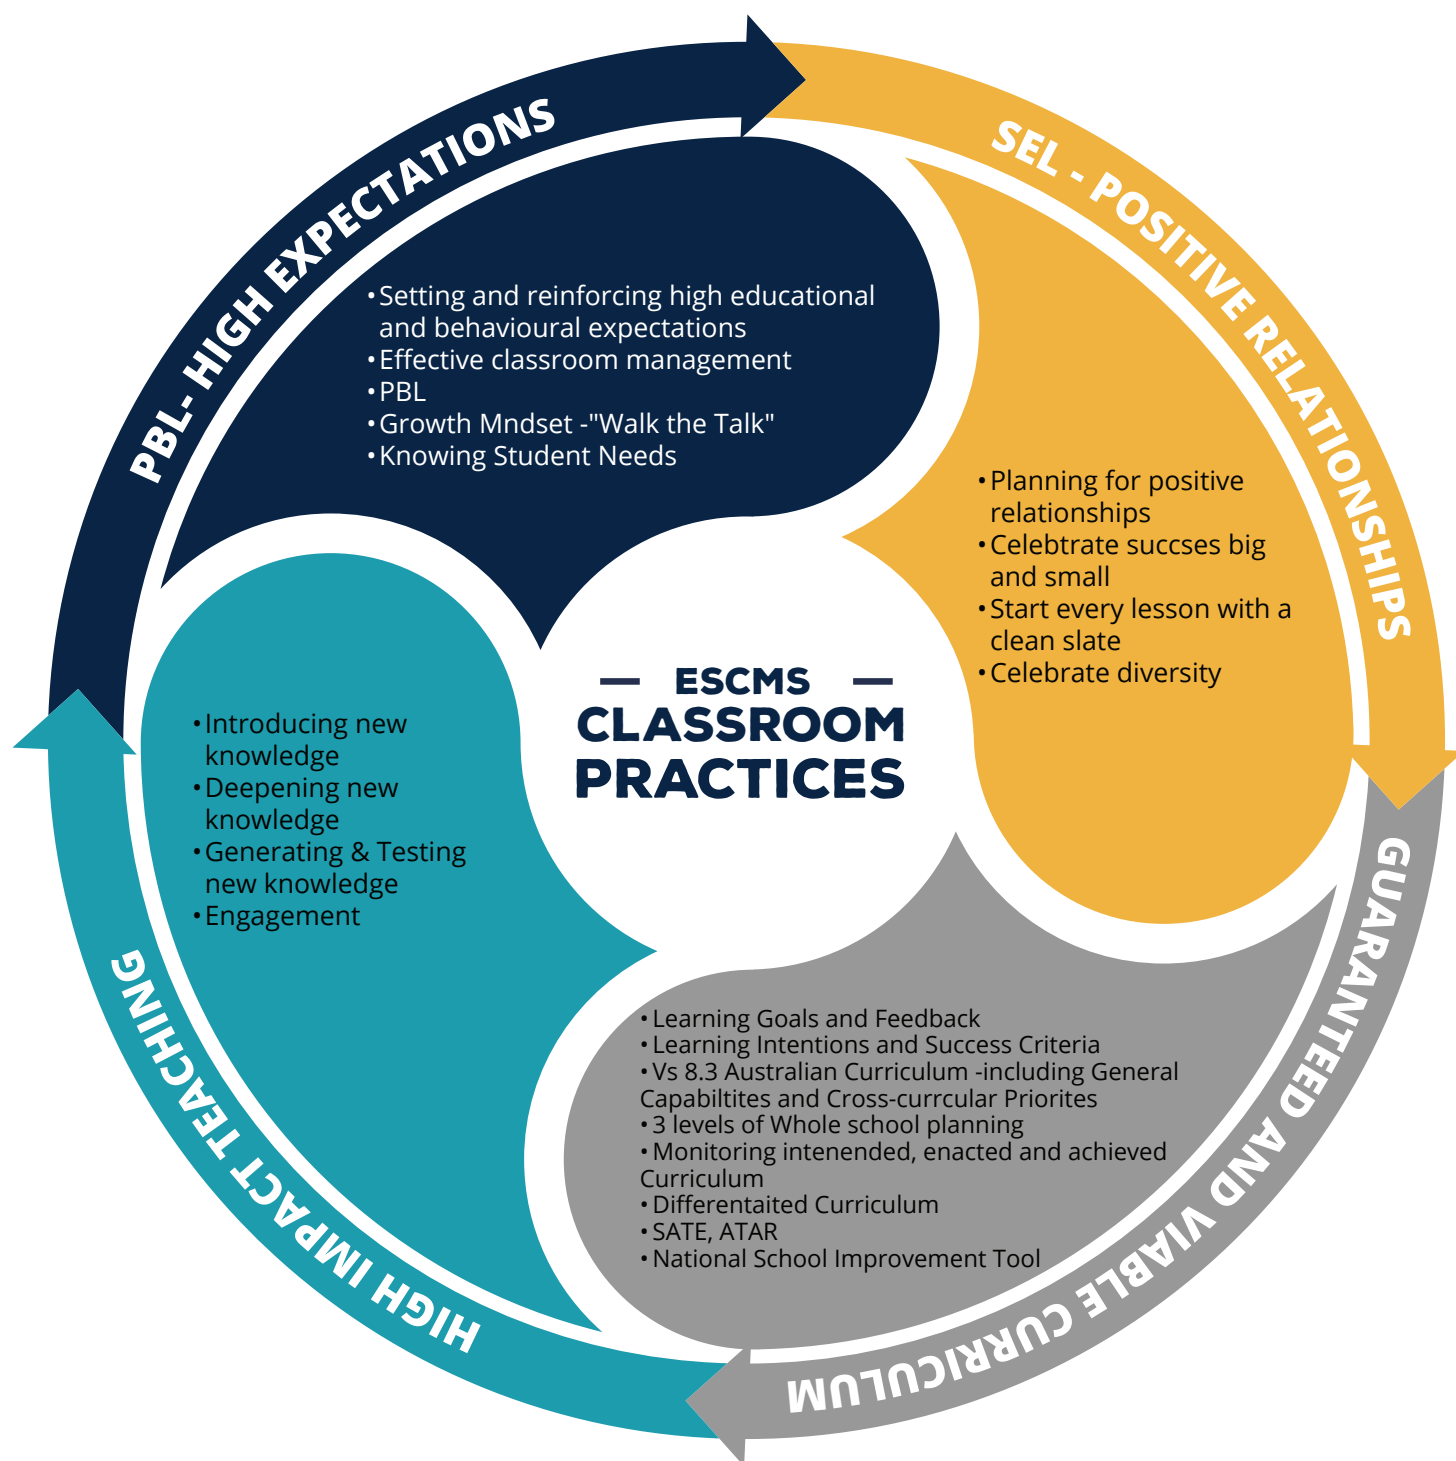 PBL- HIGH EXPECTATIONS
•Setting and reinforcing high educational
and behavioural expectations
•Effective classroom management
•PBL
•Growth Mndset -"Walk the Talk"
•Knowing Student Needs
SEL - POSITIVE RELATIONSHIPS
•Planning for positive
relationships
•Celebtrate succses big
and small
•Start every lesson with a
clean slate
•Celebrate diversity
— ESCMS —
CLASSROOM
PRACTICES
GUARANTEED AND VIABLE CURRICULUM
•Learning Goals and Feedback
•Learning Intentions and Success Criteria
•Vs 8.3 Australian Curriculum -including General
Capabiltites and Cross-currcular Priorites
•3 levels of Whole school planning
•Monitoring intenended, enacted and achieved
Curriculum
•Differentaited Curriculum
•SATE, ATAR
•National School Improvement Tool
HIGH IMPACT TEACHING
•Introducing new
knowledge
•Deepening new
knowledge
•Generating & Testing
new knowledge
•Engagement